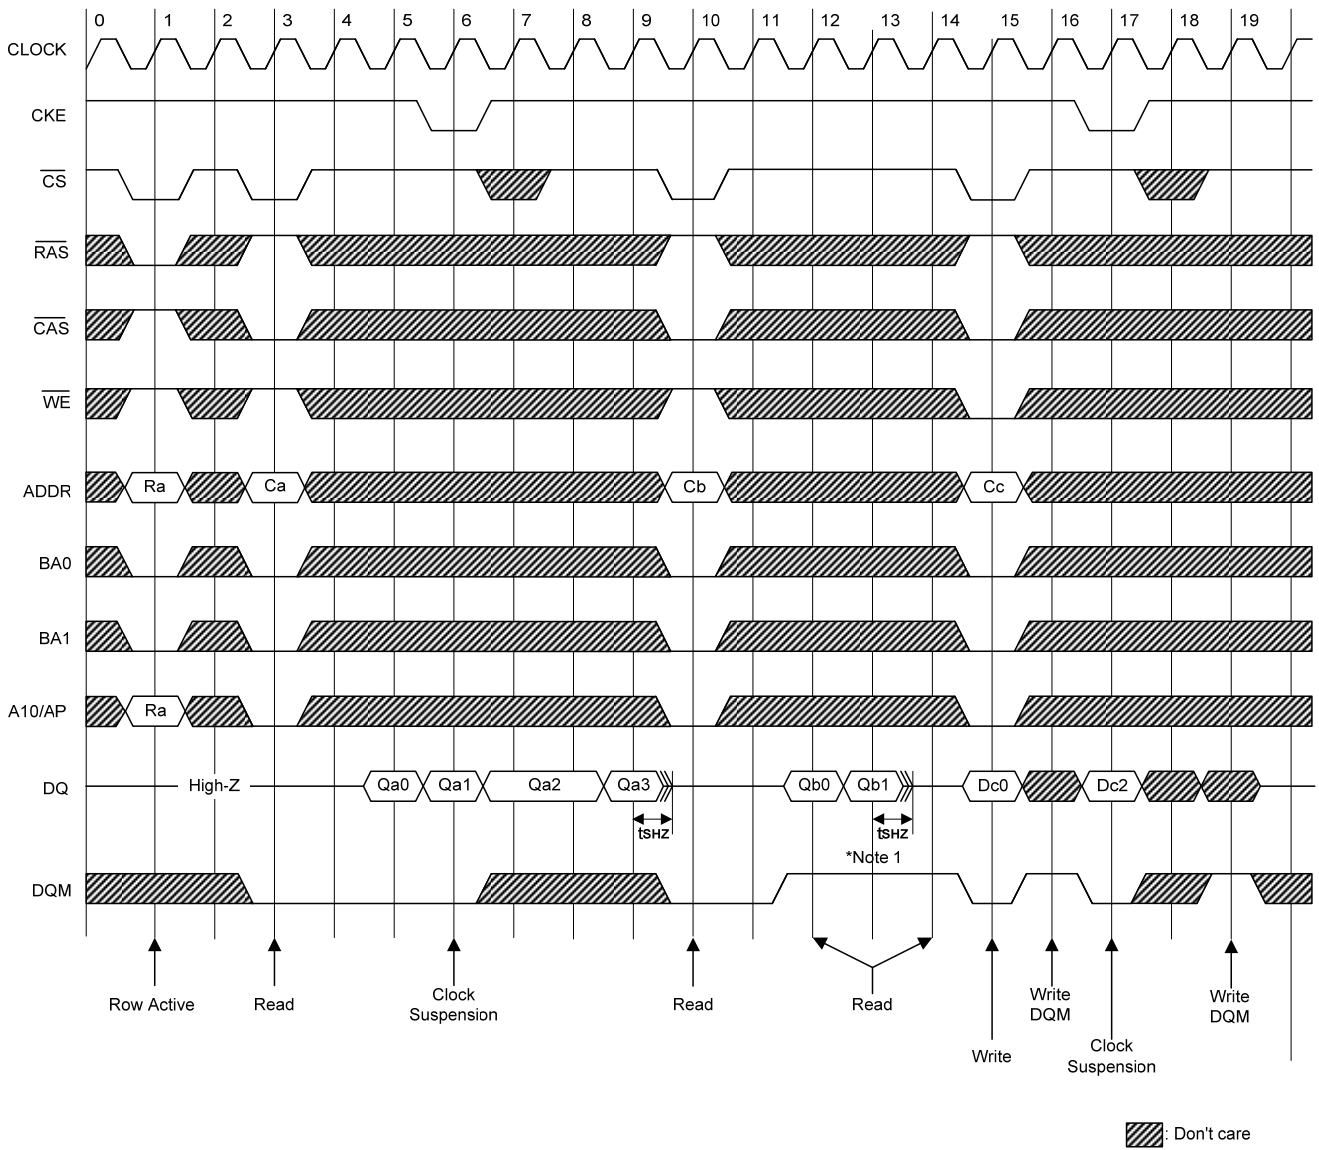 0 1 2 3 4 5 6 7 8 9 10 11 12 13 14 15 16 17 18 19
CLOCK
CKE
CS
RAS
CAS
WE
ADDR Ra Ca Cb Cc
BA0
BA1
A10/AP Ra
DQ High-Z Qa0 Qa1 Qa2 Qa3 Qb0 Qb1 Dc0 Dc2
tSHZ tSHZ
*Note 1
DQM
Row Active
Read
Clock
Suspension
Read
Read
Write
Write
DQM
Clock
Suspension
Write
DQM
: Don't care